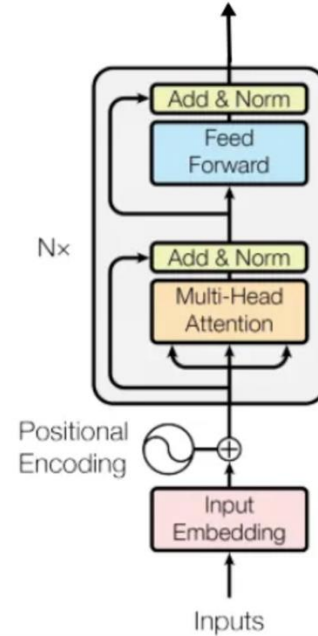 Add & Norm
Feed
Forward
Nx
Add & Norm
Multi-Head
Attention
Positional
Encoding
Input
Embedding
Inputs